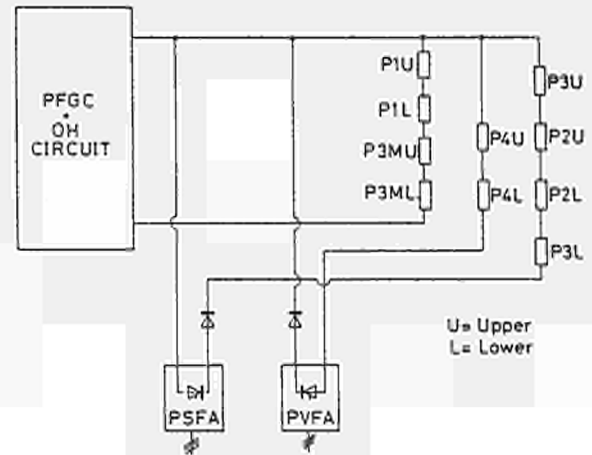 PFGC
+
OH
CIRCUIT
P1U
P1L
P3MU
P3ML
P4U
P4L
P3U
P2U
P2L
P3L
U= Upper
L= Lower
PSFA
PVFA